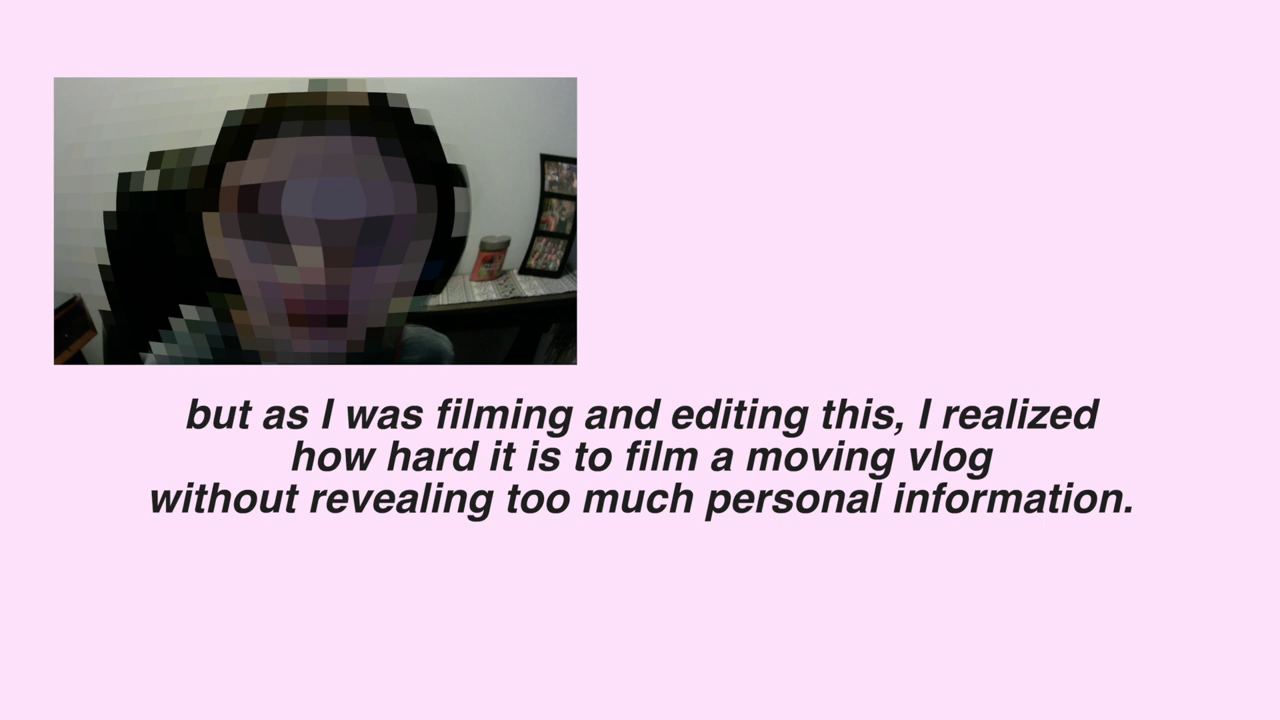 but as I was filming and editing this, I realized
how hard it is to film a moving vlog
without revealing too much personal information.